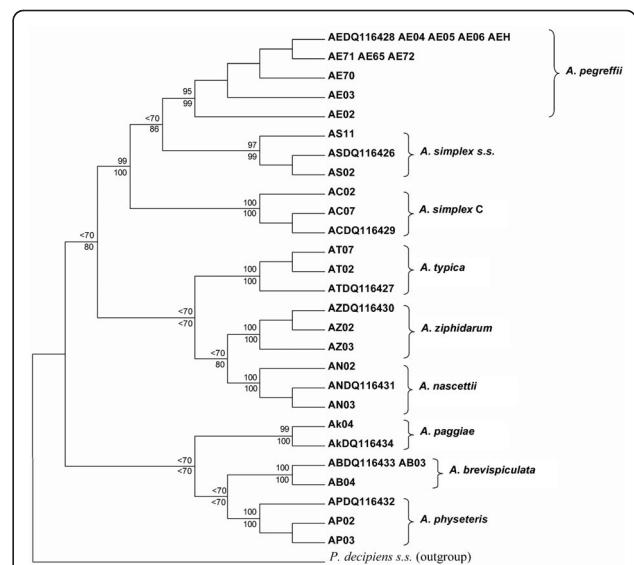 AEDQ116428 AE04 AE05 AE06 AEH
AE71 AE65 AE72
A. pegreffii
AE70
95
AE03
99
<70
AE02
86
AS11
97
99
ASDQ116426
A. simplex s.s.
99
AS02
100
AC02
100
100
AC07
A. simplex C
ACDQ116429
<70
80
AT07
100
AT02
A. typica
100
ATDQ116427
<70
<70
AZDQ116430
100
AZ02
A. ziphidarum
100
<70
AZ03
80
AN02
100
100
ANDQ116431
A. nascettii
AN03
Ak04
99
A. paggiae
100
AkDQ116434
<70
<70
ABDQ116433 AB03
100
A. brevispiculata
100
AB04
<70
<70
APDQ116432
100
AP02
A. physeteris
100
AP03
P. decipiens s.s. (outgroup)